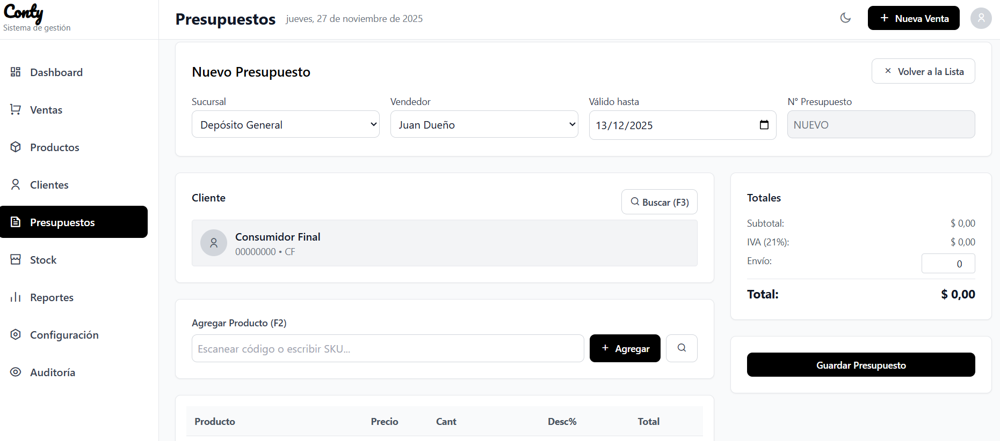 Conty
Sistema de gestión
Presupuestos jueves, 27 de noviembre de 2025
+ Nueva Venta
Dashboard
Ventas
Productos
Clientes
Presupuestos
Stock
Reportes
Configuración
Auditoría
Nuevo Presupuesto
× Volver a la Lista
Sucursal
Depósito General
Vendedor
Juan Dueño
Válido hasta
13/12/2025
N° Presupuesto
NUEVO
Cliente
Buscar (F3)
Consumidor Final
00000000 • CF
Agregar Producto (F2)
Escanear código o escribir SKU...
+ Agregar
Producto Precio Cant Desc% Total
Totales
Subtotal: $ 0,00
IVA (21%): $ 0,00
Envío: 0
Total: $ 0,00
Guardar Presupuesto